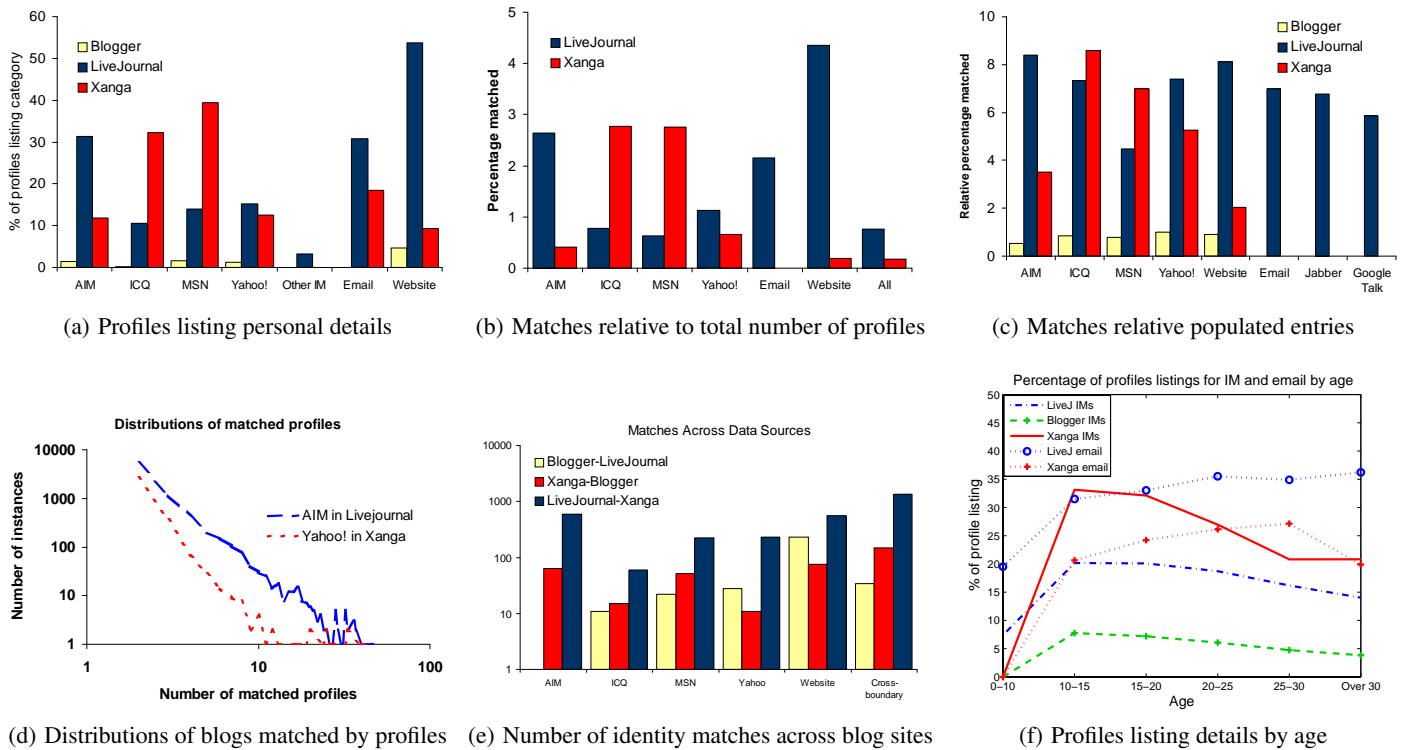 60
50
40
30
20
10
0
% of profiles listing category
Blogger
LiveJournal
Xanga
AIM ICQ MSN Yahoo! Other IM Email Website
(a) Profiles listing personal details
5
4
3
2
1
0
Percentage matched
LiveJournal
Xanga
AIM ICQ MSN Yahoo! Email Website All
(b) Matches relative to total number of profiles
10
8
6
4
2
0
Relative percentage matched
Blogger
LiveJournal
Xanga
AIM ICQ MSN Yahoo! Website Email Jabber Google
Talk
(c) Matches relative populated entries
Distributions of matched profiles
10000
1000
100
10
1
Number of instances
AIM in Livejournal
Yahoo! in Xanga
1 10 100
Number of matched profiles
(d) Distributions of blogs matched by profiles
Matches Across Data Sources
10000
1000
100
10
1
Blogger-LiveJournal
Xanga-Blogger
LiveJournal-Xanga
AIM ICQ MSN Yahoo Website Cross-
boundary
(e) Number of identity matches across blog sites
Percentage of profiles listings for IM and email by age
50
45
40
35
30
25
20
15
10
5
0
% of profile listing
LiveJ IMs
Blogger IMs
Xanga IMs
LiveJ email
Xanga email
0–10 10–15 15–20 20–25 25–30 Over 30
Age
(f) Profiles listing details by age